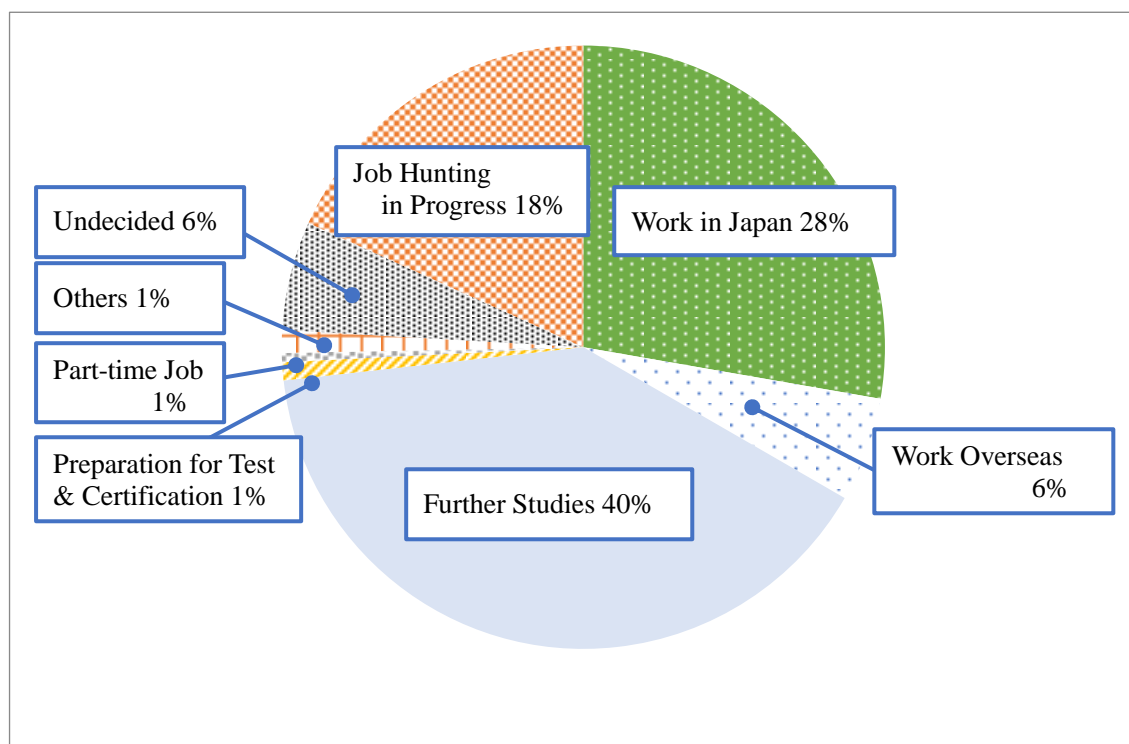 Job Hunting
in Progress 18%
Work in Japan 28%
Undecided 6%
Others 1%
Part-time Job
1%
Preparation for Test
& Certification 1%
Further Studies 40%
Work Overseas
6%